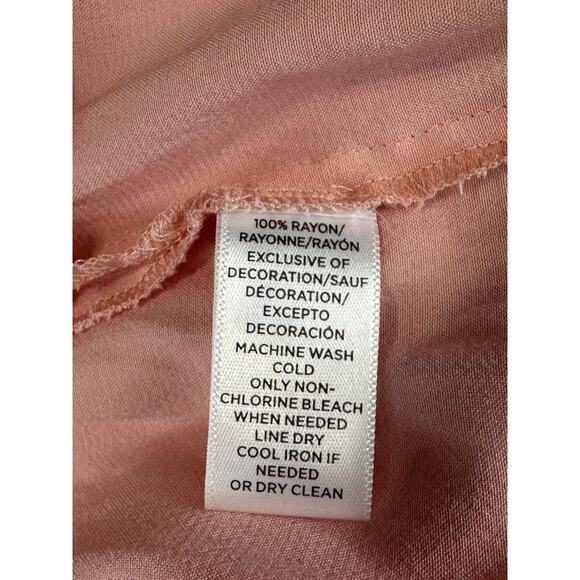 100% RAYON/
RAYONNE/RAYÓN
EXCLUSIVE OF
DECORATION/SAUF
DÉCORATION/
EXCEPTO
DECORACIÓN
MACHINE WASH
COLD
ONLY NON-
CHLORINE BLEACH
WHEN NEEDED
LINE DRY
COOL IRON IF
NEEDED
OR DRY CLEAN